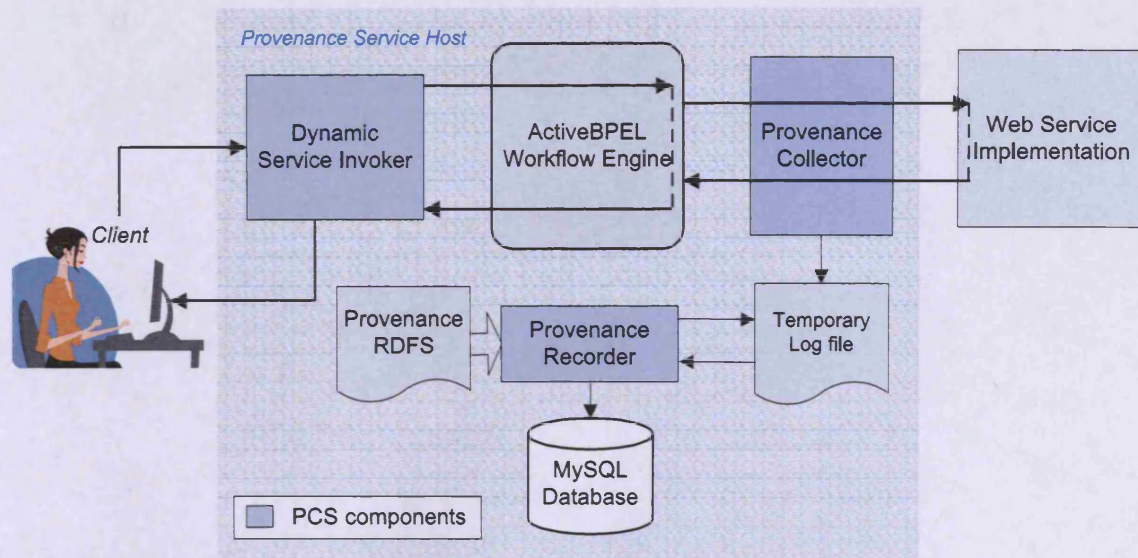 Provenance Service Host
Dynamic
Service Invoker
ActiveBPEL
Workflow Engine
Provenance
Collector
Web Service
Implementation
Client
Provenance
RDFS
Provenance
Recorder
Temporary
Log file
MySQL
Database
PCS components